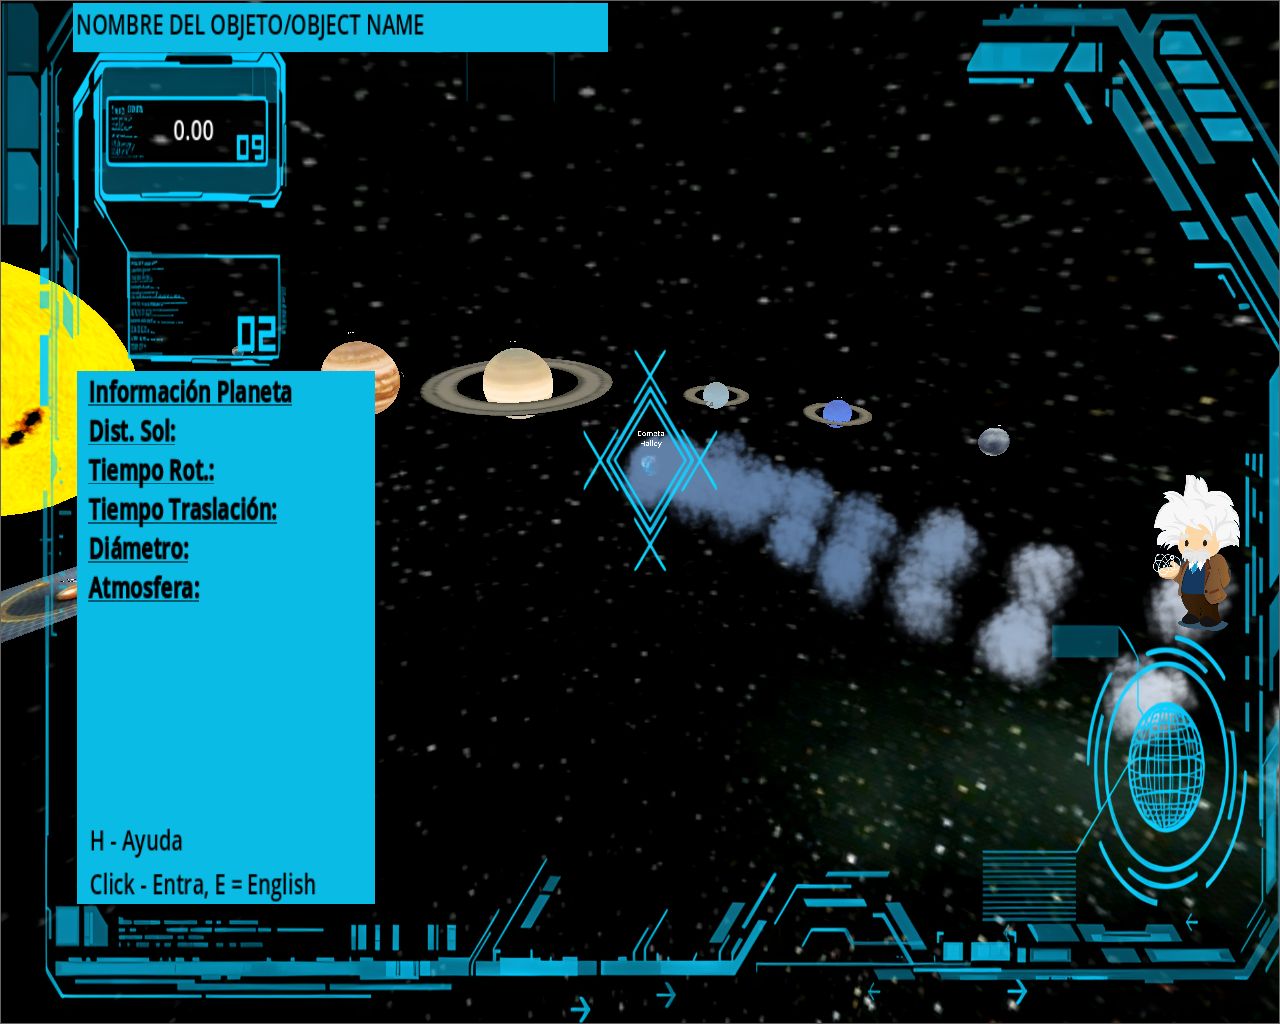 NOMBRE DEL OBJETO/OBJECT NAME
0.00
09
02
Información Planeta
Dist. Sol:
Tiempo Rot.:
Tiempo Traslación:
Diámetro:
Atmosfera:
H - Ayuda
Click - Entra, E = English
Cometa
Halley